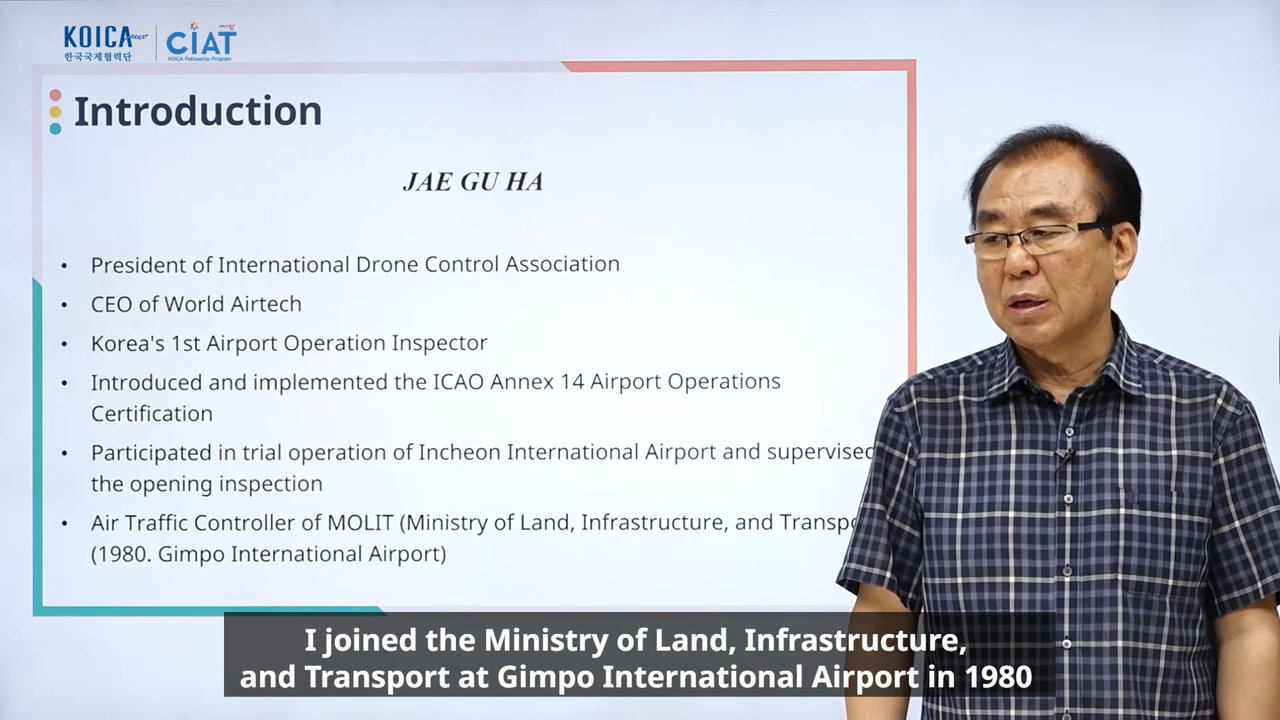 KOICA
한국국제협력단
CIAT
KOICA Fellowship Program
Introduction
JAE GU HA
• President of International Drone Control Association
• CEO of World Airtech
• Korea's 1st Airport Operation Inspector
• Introduced and implemented the ICAO Annex 14 Airport Operations
Certification
• Participated in trial operation of Incheon International Airport and supervised
the opening inspection
• Air Traffic Controller of MOLIT (Ministry of Land, Infrastructure, and
(1980. Gimpo International Airport)
I joined the Ministry of Land, Infrastructure,
and Transport at Gimpo International Airport in 1980